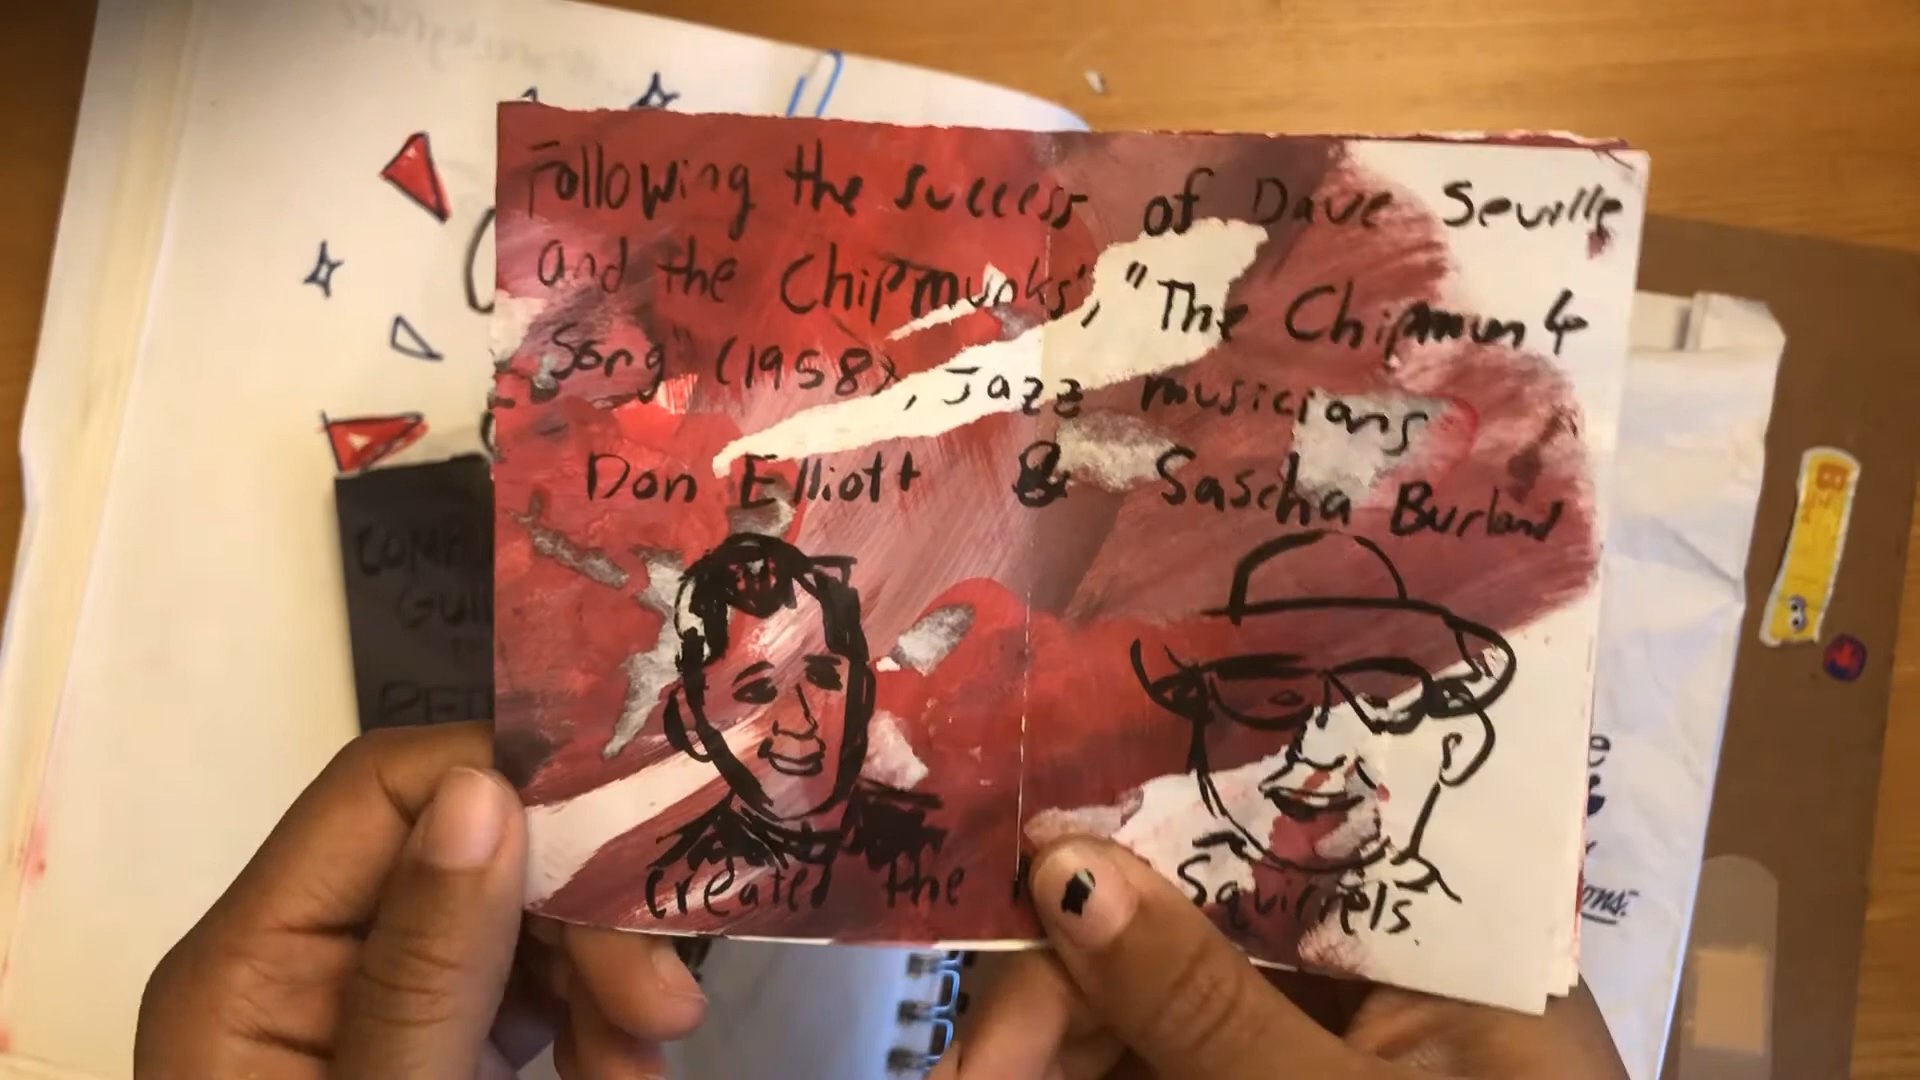 Following the success of Dave Seville
and the Chipmunks', "The Chipmunk
Song" (1958), Jazz musicians
Don Elliott & Sascha Burland
created the Squirrels.